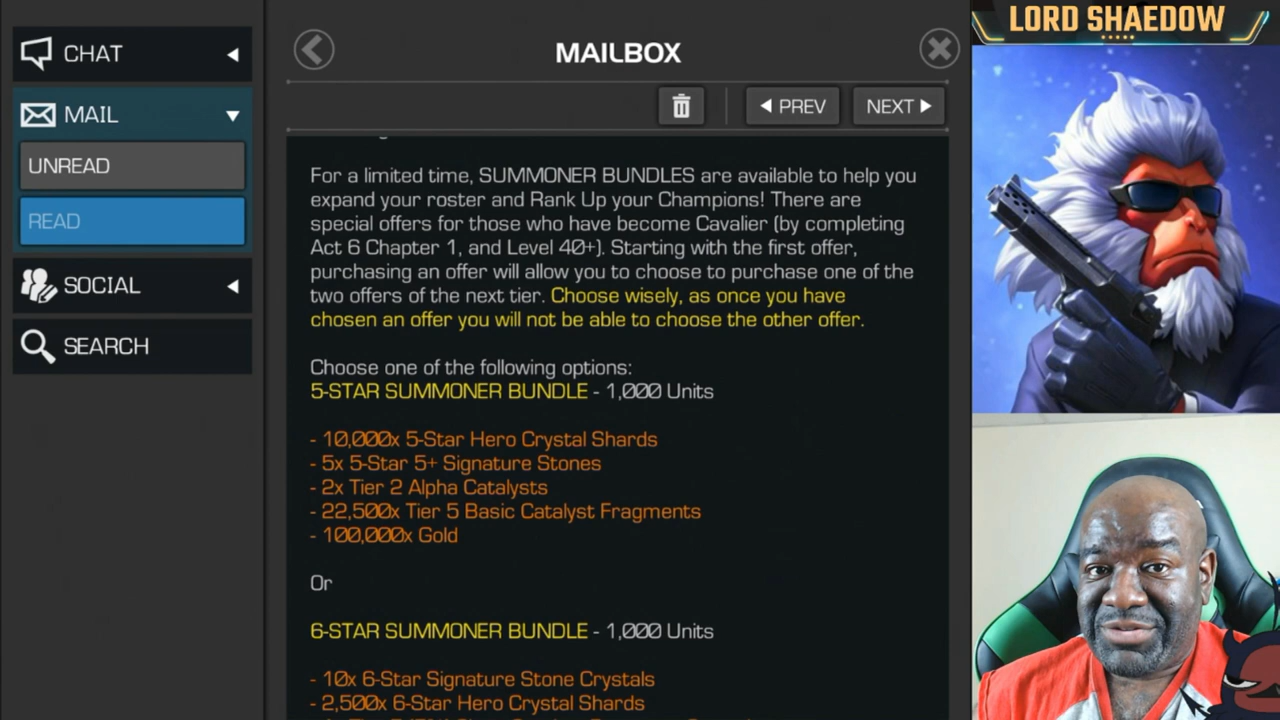 LORD SHAEDOW
CHAT
MAIL
UNREAD
READ
SOCIAL
SEARCH
MAILBOX
PREV
NEXT
For a limited time, SUMMONER BUNDLES are available to help you
expand your roster and Rank Up your Champions! There are
special offers for those who have become Cavalier (by completing
Act 6 Chapter 1, and Level 40+). Starting with the first offer,
purchasing an offer will allow you to choose to purchase one of the
two offers of the next tier. Choose wisely, as once you have
chosen an offer you will not be able to choose the other offer.
Choose one of the following options:
5-STAR SUMMONER BUNDLE - 1,000 Units
- 10,000x 5-Star Hero Crystal Shards
- 5x 5-Star 5+ Signature Stones
- 2x Tier 2 Alpha Catalysts
- 22,500x Tier 5 Basic Catalyst Fragments
- 100,000x Gold
Or
6-STAR SUMMONER BUNDLE - 1,000 Units
- 10x 6-Star Signature Stone Crystals
- 2,500x 6-Star Hero Crystal Shards